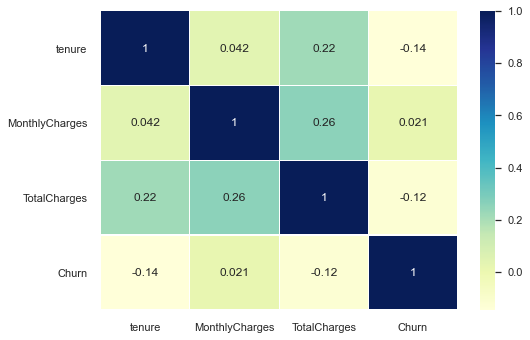 tenure 1 0.042 0.22 -0.14
MonthlyCharges 0.042 1 0.26 0.021
TotalCharges 0.22 0.26 1 -0.12
Churn -0.14 0.021 -0.12 1
tenure MonthlyCharges TotalCharges Churn
1.0
0.8
0.6
0.4
0.2
0.0